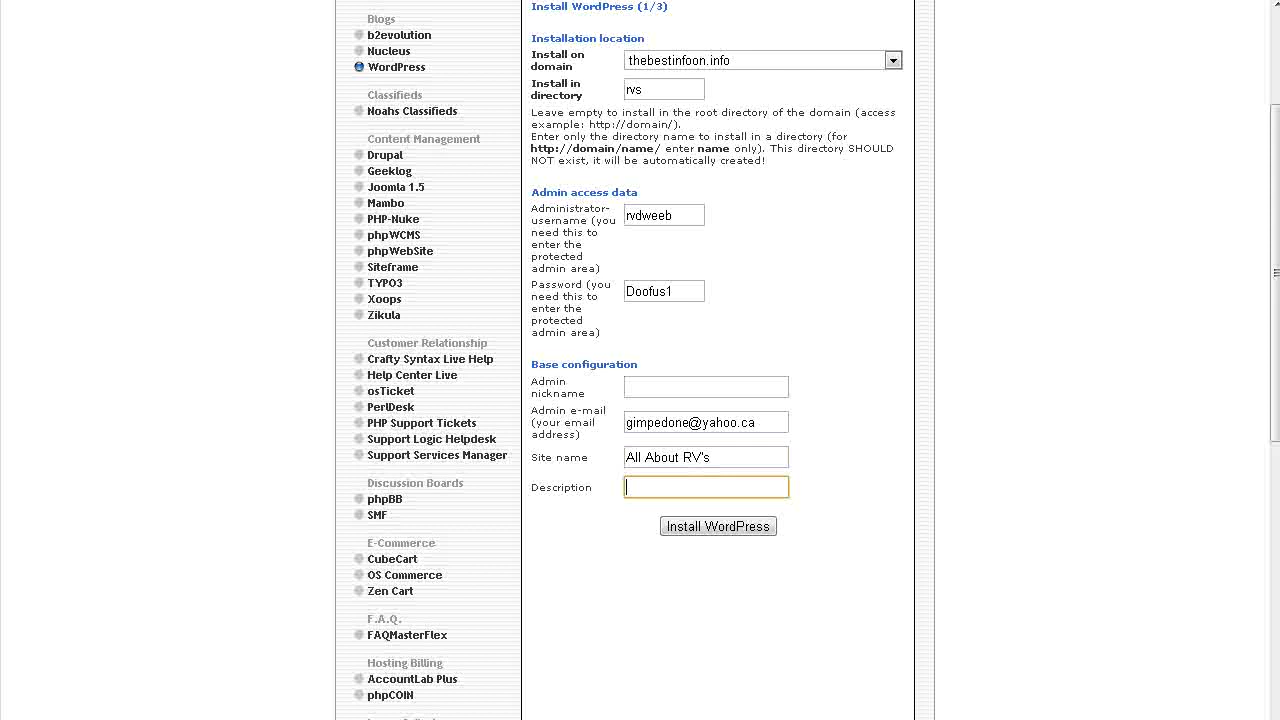 Blogs
b2evolution
Nucleus
WordPress
Classifieds
Noahs Classifieds
Content Management
Drupal
Geeklog
Joomla 1.5
Mambo
PHP-Nuke
phpWCMS
phpWebSite
Siteframe
TYPO3
Xoops
Zikula
Customer Relationship
Crafty Syntax Live Help
Help Center Live
osTicket
PerlDesk
PHP Support Tickets
Support Logic Helpdesk
Support Services Manager
Discussion Boards
phpBB
SMF
E-Commerce
CubeCart
OS Commerce
Zen Cart
F.A.Q.
FAQMasterFlex
Hosting Billing
AccountLab Plus
phpCOIN
Install WordPress (1/3)
Installation location
Install on
domain
thebestinfoon.info
Install in
directory
rvs
Leave empty to install in the root directory of the domain (access
example: http://domain/).
Enter only the directory name to install in a directory (for
http://domain/name/ enter name only). This directory SHOULD
NOT exist, it will be automatically created!
Admin access data
Administrator-
username (you
need this to
enter the
protected
admin area)
rvdweeb
Password (you
need this to
enter the
protected
admin area)
Doofus1
Base configuration
Admin
nickname
Admin e-mail
(your email
address)
gimpedone@yahoo.ca
Site name
All About RV's
Description
Install WordPress